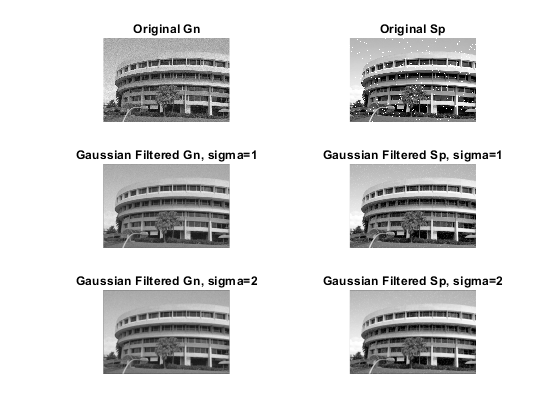 Original Gn
Original Sp
Gaussian Filtered Gn, sigma=1
Gaussian Filtered Sp, sigma=1
Gaussian Filtered Gn, sigma=2
Gaussian Filtered Sp, sigma=2